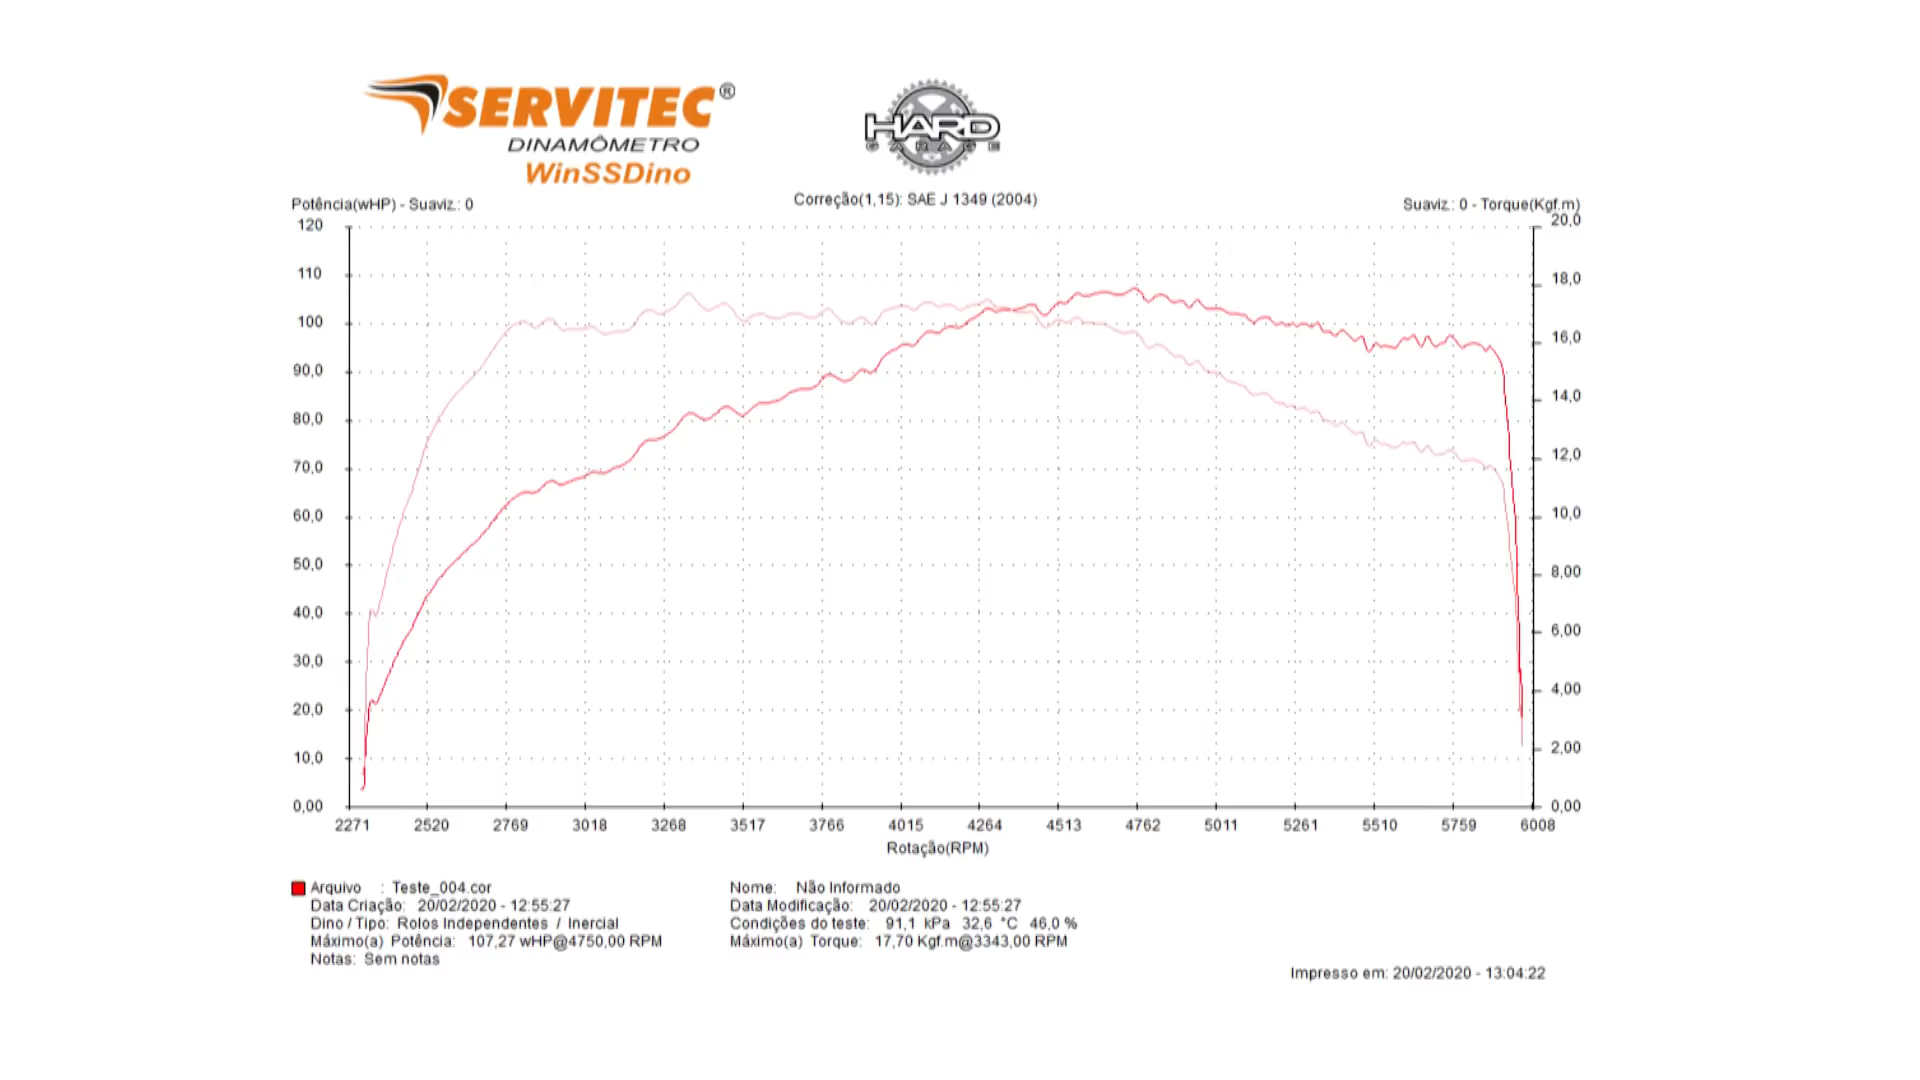 SERVITEC®
DINAMÔMETRO
WinSSDino
HARD
GARAGE
Potência(wHP) - Suaviz.: 0
Correção(1,15): SAE J 1349 (2004)
Suaviz.: 0 - Torque(Kgf.m)
120
110
100
90,0
80,0
70,0
60,0
50,0
40,0
30,0
20,0
10,0
0,00
20,0
18,0
16,0
14,0
12,0
10,0
8,00
6,00
4,00
2,00
0,00
2271 2520 2769 3018 3268 3517 3766 4015 4264 4513 4762 5011 5261 5510 5759 6008
Rotação(RPM)
Arquivo : Teste_004.cor
Data Criação: 20/02/2020 - 12:55:27
Dino / Tipo: Rolos Independentes / Inercial
Máximo(a) Potência: 107,27 wHP@4750,00 RPM
Notas: Sem notas
Nome: Não Informado
Data Modificação: 20/02/2020 - 12:55:27
Condições do teste: 91,1 kPa 32,6 °C 46,0 %
Máximo(a) Torque: 17,70 Kgf.m@3343,00 RPM
Impresso em: 20/02/2020 - 13:04:22